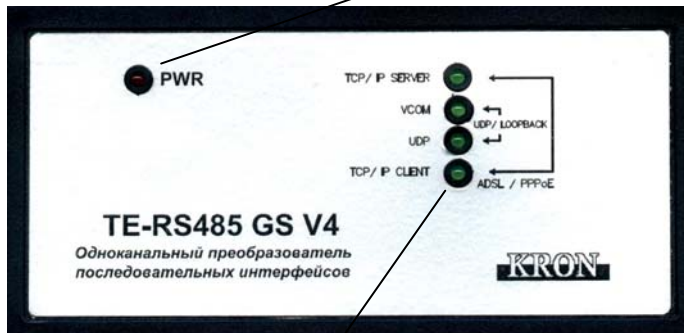 PWR
TCP/ IP SERVER
VCOM
UDP/ LOOPBACK
UDP
TCP/ IP CLIENT
ADSL / PPPoE
TE-RS485 GS V4
Одноканальный преобразователь
последовательных интерфейсов
KRON